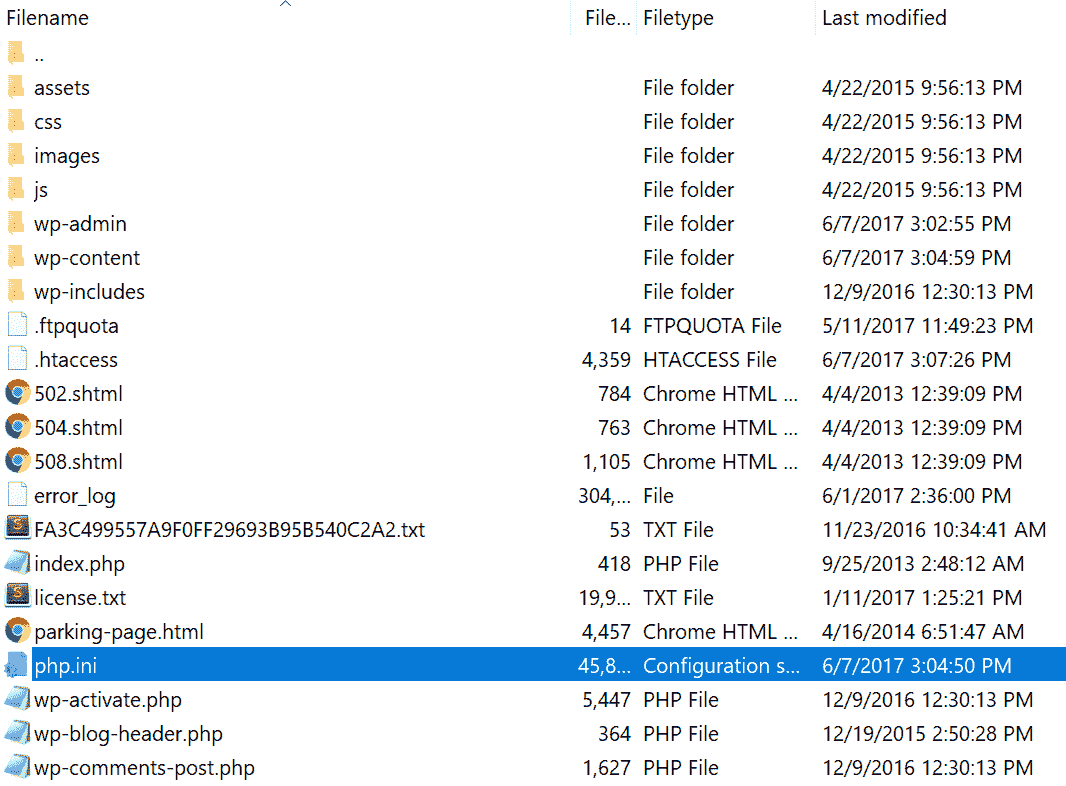 Filename File... Filetype Last modified
..
assets File folder 4/22/2015 9:56:13 PM
css File folder 4/22/2015 9:56:13 PM
images File folder 4/22/2015 9:56:13 PM
js File folder 4/22/2015 9:56:13 PM
wp-admin File folder 6/7/2017 3:02:55 PM
wp-content File folder 6/7/2017 3:04:59 PM
wp-includes File folder 12/9/2016 12:30:13 PM
.ftpquota 14 FTPQUOTA File 5/11/2017 11:49:23 PM
.htaccess 4,359 HTACCESS File 6/7/2017 3:07:26 PM
502.shtml 784 Chrome HTML ... 4/4/2013 12:39:09 PM
504.shtml 763 Chrome HTML ... 4/4/2013 12:39:09 PM
508.shtml 1,105 Chrome HTML ... 4/4/2013 12:39:09 PM
error_log 304,... File 6/1/2017 2:36:00 PM
FA3C499557A9F0FF29693B95B540C2A2.txt 53 TXT File 11/23/2016 10:34:41 AM
index.php 418 PHP File 9/25/2013 2:48:12 AM
license.txt 19,9... TXT File 1/11/2017 1:25:21 PM
parking-page.html 4,457 Chrome HTML ... 4/16/2014 6:51:47 AM
php.ini 45,8... Configuration s... 6/7/2017 3:04:50 PM
wp-activate.php 5,447 PHP File 12/9/2016 12:30:13 PM
wp-blog-header.php 364 PHP File 12/19/2015 2:50:28 PM
wp-comments-post.php 1,627 PHP File 12/9/2016 12:30:13 PM